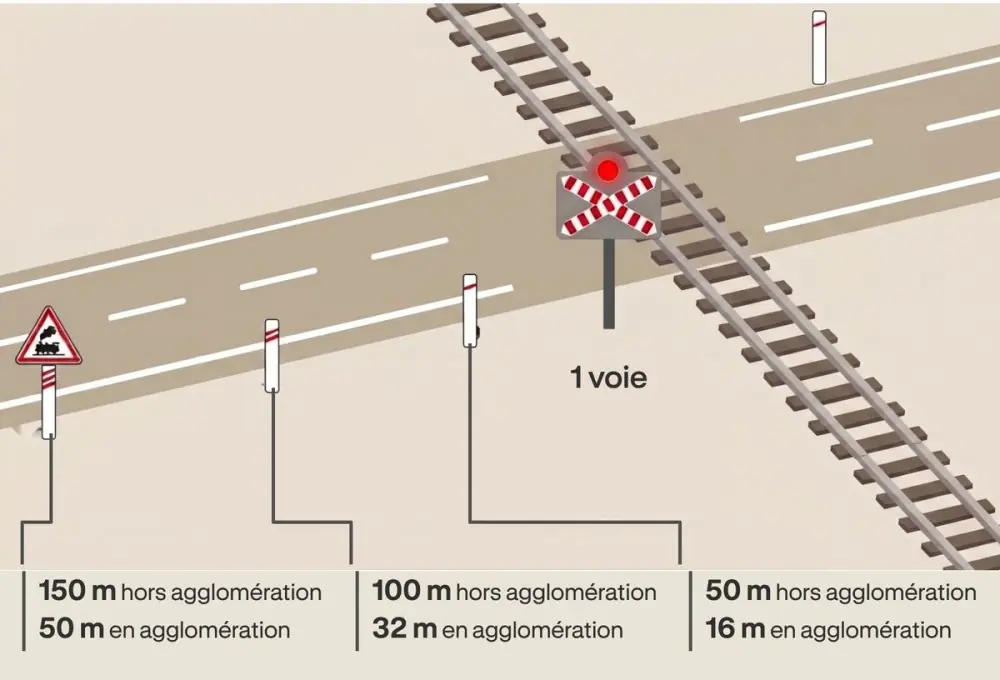 1 voie
150 m hors agglomération
50 m en agglomération
100 m hors agglomération
32 m en agglomération
50 m hors agglomération
16 m en agglomération